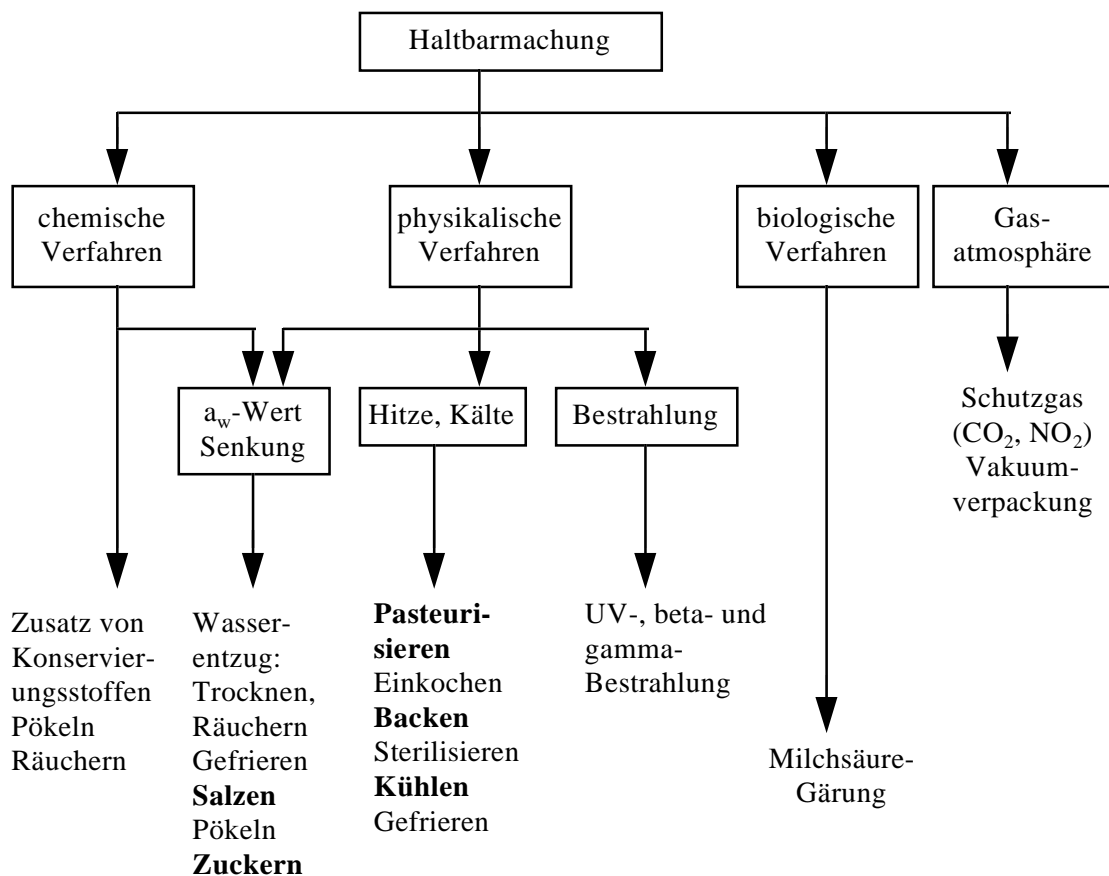 Haltbarmachung
chemische
Verfahren
physikalische
Verfahren
biologische
Verfahren
Gas-
atmosphäre
a_w-Wert
Senkung
Hitze, Kälte
Bestrahlung
Schutzgas
(CO₂, NO₂)
Vakuum-
verpackung
Zusatz von
Konservier-
ungsstoffen
Pökeln
Räuchern
Wasser-
entzug:
Trocknen,
Räuchern
Gefrieren
Salzen
Pökeln
Zuckern
Pasteuri-
sieren
Einkochen
Backen
Sterilisieren
Kühlen
Gefrieren
UV-, beta- und
gamma-
Bestrahlung
Milchsäure-
Gärung